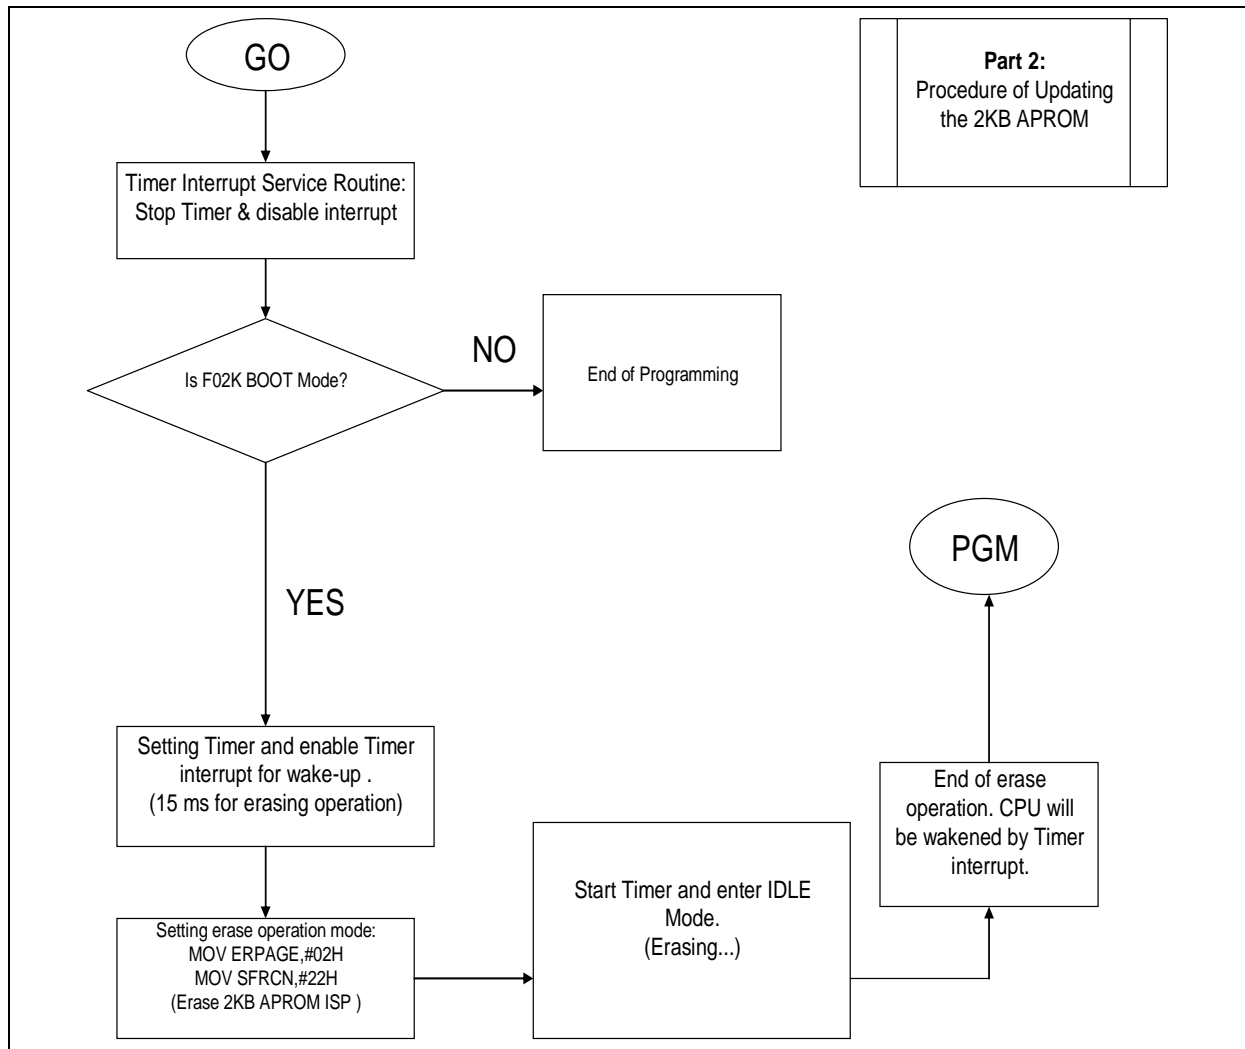 GO
Part 2:
Procedure of Updating
the 2KB APROM
Timer Interrupt Service Routine:
Stop Timer & disable interrupt
Is F02K BOOT Mode?
NO
End of Programming
YES
PGM
Setting Timer and enable Timer
interrupt for wake-up .
(15 ms for erasing operation)
End of erase
operation. CPU will
be wakened by Timer
interrupt.
Setting erase operation mode:
MOV ERPAGE,#02H
MOV SFRCN,#22H
(Erase 2KB APROM ISP )
Start Timer and enter IDLE
Mode.
(Erasing...)